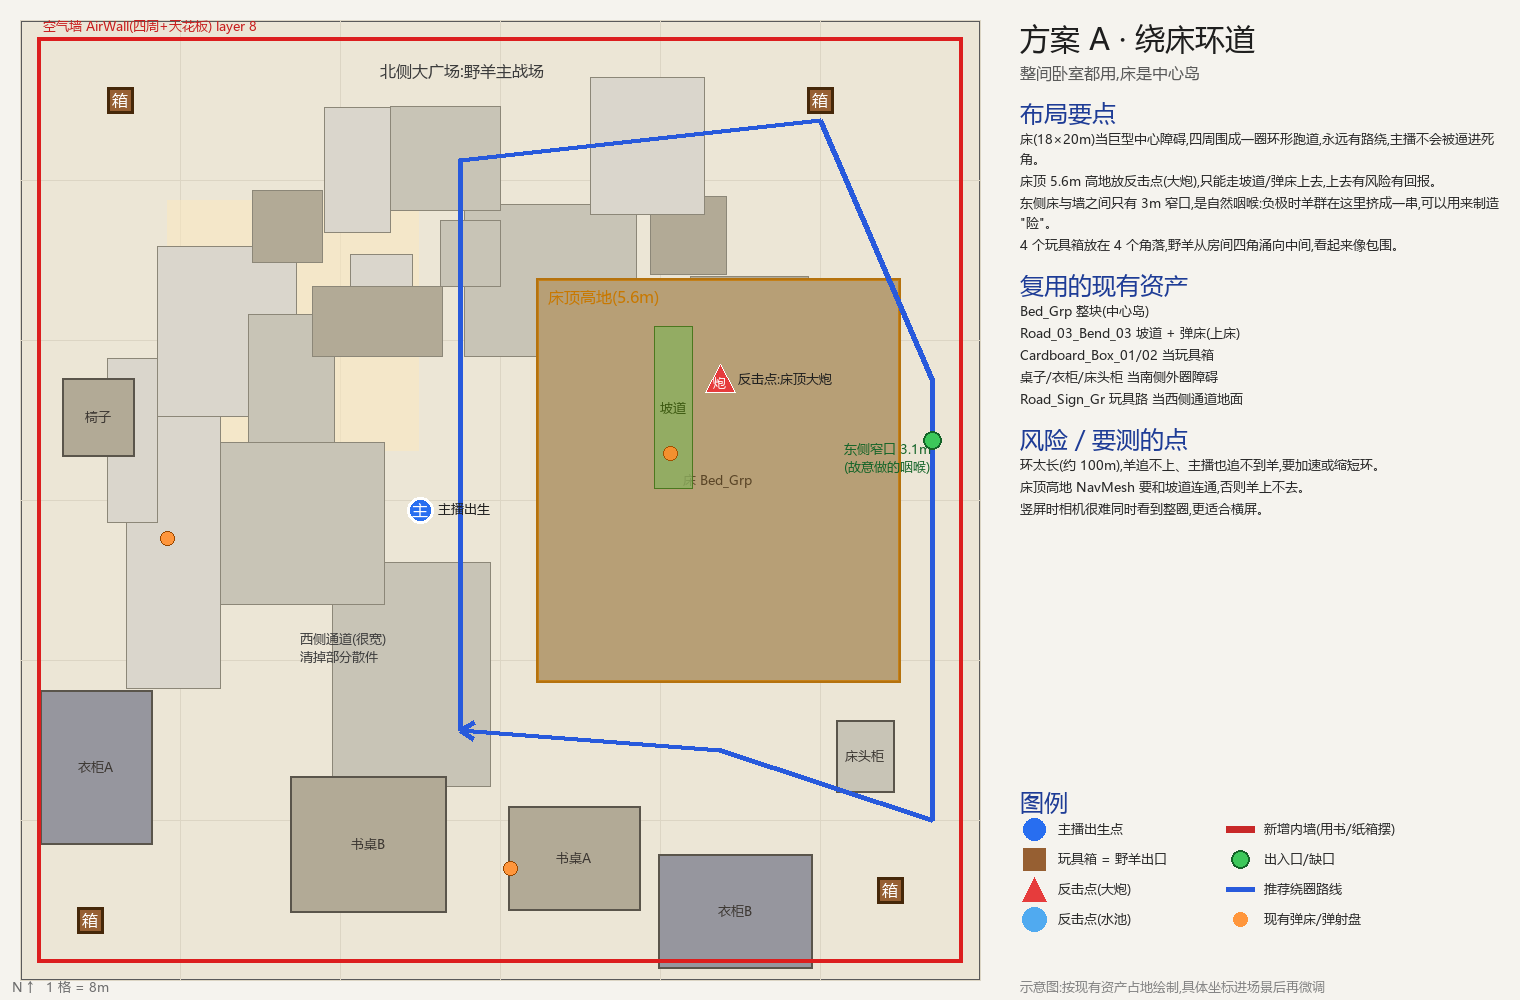 空气墙 AirWall(四周+天花板) layer 8
北侧大广场:野羊主战场
箱
箱
床顶高地(5.6m)
炮
反击点:床顶大炮
坡道
椅子
东侧窄口 3.1m
(故意做的咽喉)
床 Bed_Grp
主
主播出生
西侧通道(很宽)
清掉部分散件
床头柜
衣柜A
书桌B
书桌A
衣柜B
箱
箱
N↑ 1 格 = 8m
方案 A · 绕床环道
整间卧室都用,床是中心岛
布局要点
床(18×20m)当巨型中心障碍,四周围成一圈环形跑道,永远有路绕,主播不会被逼进死
角。
床顶 5.6m 高地放反击点(大炮),只能走坡道/弹床上去,上去有风险有回报。
东侧床与墙之间只有 3m 窄口,是自然咽喉:负极时羊群在这里挤成一串,可以用来制造
"险"。
4 个玩具箱放在 4 个角落,野羊从房间四角涌向中间,看起来像包围。
复用的现有资产
Bed_Grp 整块(中心岛)
Road_03_Bend_03 坡道 + 弹床(上床)
Cardboard_Box_01/02 当玩具箱
桌子/衣柜/床头柜 当南侧外圈障碍
Road_Sign_Gr 玩具路 当西侧通道地面
风险 / 要测的点
环太长(约 100m),羊追不上、主播也追不到羊,要加速或缩短环。
床顶高地 NavMesh 要和坡道连通,否则羊上不去。
竖屏时相机很难同时看到整圈,更适合横屏。
图例
主播出生点
新增内墙(用书/纸箱摆)
玩具箱 = 野羊出口
出入口/缺口
反击点(大炮)
推荐绕圈路线
反击点(水池)
现有弹床/弹射盘
示意图:按现有资产占地绘制,具体坐标进场景后再微调